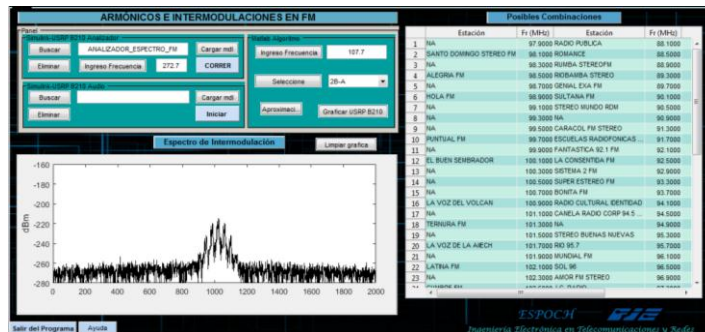 ARMÓNICOS E INTERMODULACIONES EN FM
Panel
Simulink-USRP B210 Analizador
Buscar ANALIZADOR_ESPECTRO_FM Cargar mdl
Eliminar Ingreso Frecuencia 272.7 CORRER
Simulink-USRP B210 Audio
Buscar Cargar mdl
Eliminar Iniciar
Matlab Algoritmo
Ingreso Frecuencia 107.7
Seleccione 2B-A
Aproximaci... Graficar USRP B210
Espectro de Intermodulación Limpiar grafica
dBm
-160
-180
-200
-220
-240
-260
-280
0 200 400 600 800 1000 1200 1400 1600 1800 2000
Salir del Programa Ayuda
Posibles Combinaciones
Estación Fr (MHz) Estación Fr (MHz)
1 NA 97.9000 RADIO PUBLICA 88.1000
2 SANTO DOMINGO STEREO FM 98.1000 ROMANCE 88.5000
3 NA 98.3000 RUMBA STEREOFM 88.9000
4 ALEGRIA FM 98.5000 RIOBAMBA STEREO 89.3000
5 NA 98.7000 GENIAL EXA FM 89.7000
6 HOLA FM 98.9000 SULTANA FM 90.1000
7 NA 99.1000 STEREO MUNDO RDM 90.5000
8 NA 99.3000 NA 90.9000
9 NA 99.5000 CARACOL FM STEREO 91.3000
10 PUNTUAL FM 99.7000 ESCUELAS RADIOFONICAS ... 91.7000
11 NA 99.9000 FANTASTICA 92.1 FM 92.1000
12 EL BUEN SEMBRADOR 100.1000 LA CONSENTIDA FM 92.5000
13 NA 100.3000 SISTEMA 2 FM 92.9000
14 NA 100.5000 SUPER ESTEREO FM 93.3000
15 NA 100.7000 BONITA FM 93.7000
16 LA VOZ DEL VOLCAN 100.9000 RADIO CULTURAL IDENTIDAD 94.1000
17 NA 101.1000 CANELA RADIO CORP 94.5 ... 94.5000
18 TERNURA FM 101.3000 NA 94.9000
19 NA 101.5000 STEREO BUENAS NUEVAS 95.3000
20 LA VOZ DE LA AIIECH 101.7000 RIO 95.7 95.7000
21 NA 101.9000 MUNDIAL FM 96.1000
22 LATINA FM 102.1000 SOL 96 96.5000
23 NA 102.3000 AMOR FM STEREO 96.9000
ESPOCH FIE
Ingeniería Electrónica en Telecomunicaciones y Redes